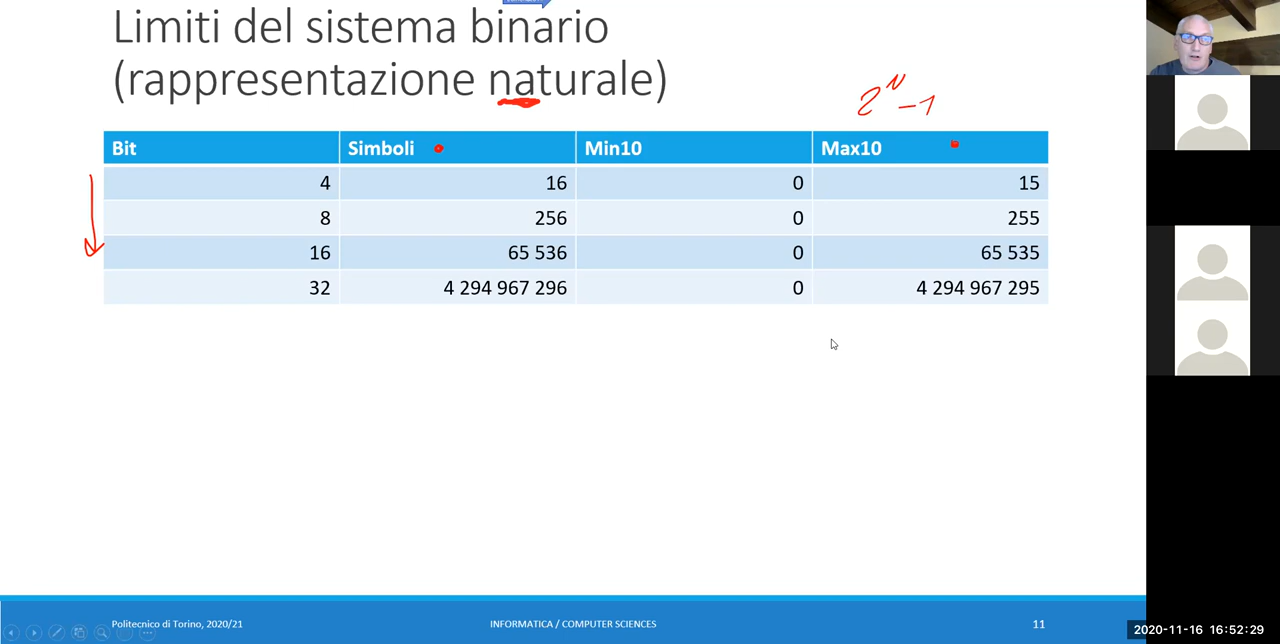 Limiti del sistema binario
(rappresentazione naturale)
2^N - 1
Bit Simboli Min10 Max10
4 16 0 15
8 256 0 255
16 65 536 0 65 535
32 4 294 967 296 0 4 294 967 295
Politecnico di Torino, 2020/21 INFORMATICA / COMPUTER SCIENCES 11
2020-11-16 16:52:29